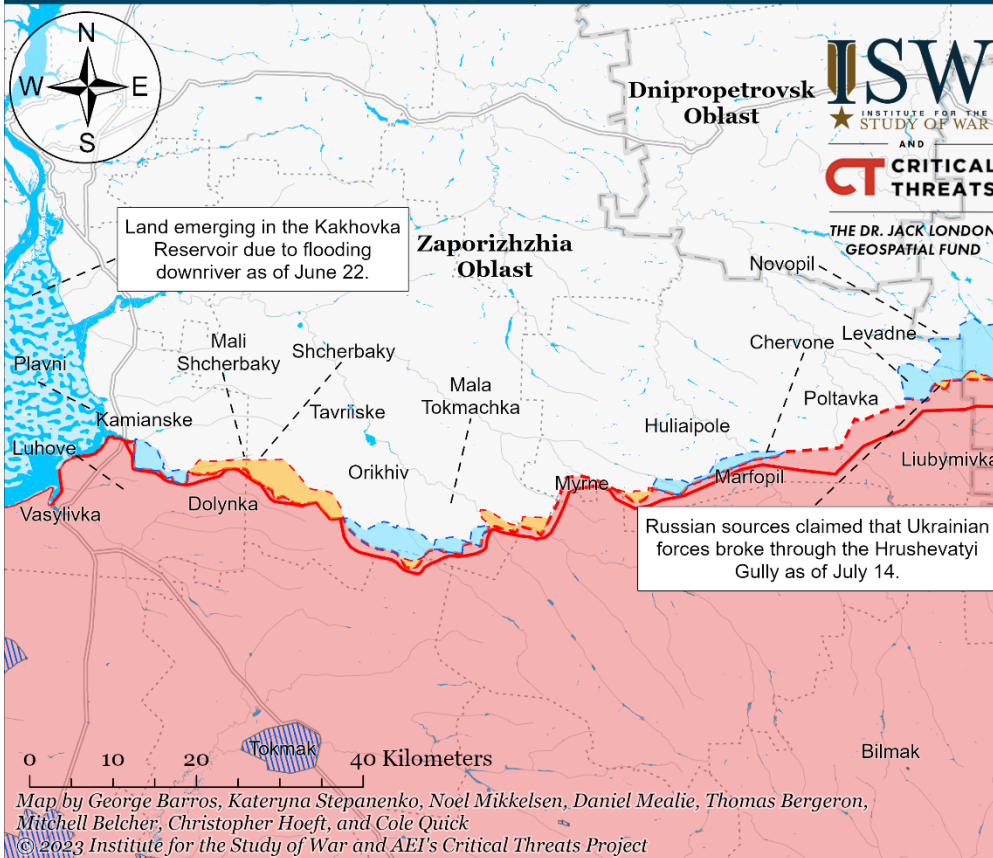 N
W
E
S
Dnipropetrovsk
Oblast
ISW
INSTITUTE FOR THE
STUDY OF WAR
AND
CT CRITICAL
THREATS
THE DR. JACK LONDON
GEOSPATIAL FUND
Land emerging in the Kakhovka
Reservoir due to flooding
downriver as of June 22.
Zaporizhzhia
Oblast
Novopil
Levadne
Chervone
Mali
Shcherbaky
Shcherbaky
Plavni
Mala
Tokmachka
Poltavka
Tavriiske
Kamianske
Huliaipole
Luhove
Orikhiv
Liubymivka
Marfopil
Myrne
Dolynka
Vasylivka
Russian sources claimed that Ukrainian
forces broke through the Hrushevatyi
Gully as of July 14.
Tokmak
Bilmak
0 10 20 40 Kilometers
Map by George Barros, Kateryna Stepanenko, Noel Mikkelsen, Daniel Mealie, Thomas Bergeron,
Mitchell Belcher, Christopher Hoeft, and Cole Quick
© 2023 Institute for the Study of War and AEI's Critical Threats Project